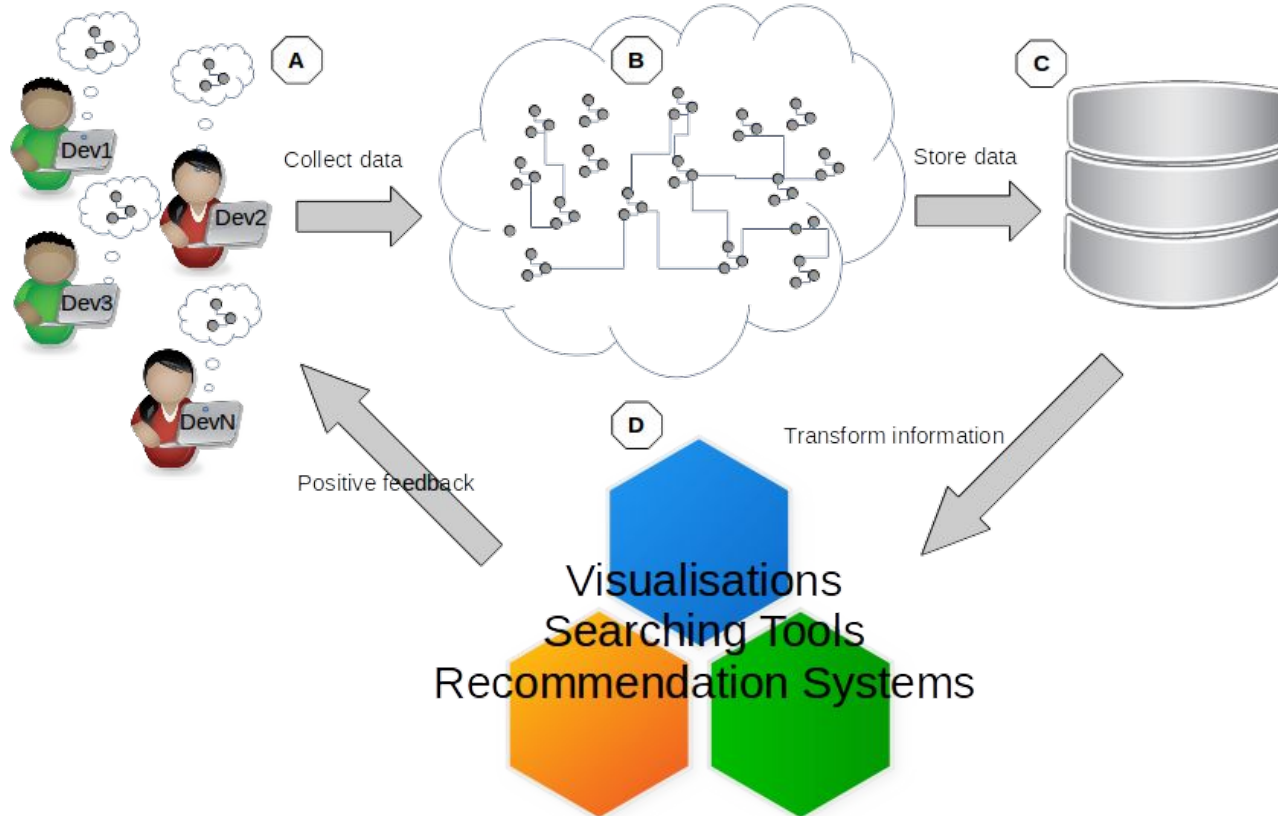 A
B
C
Dev1
Collect data
Store data
Dev2
Dev3
DevN
D
Transform information
Positive feedback
Visualisations
Searching Tools
Recommendation Systems